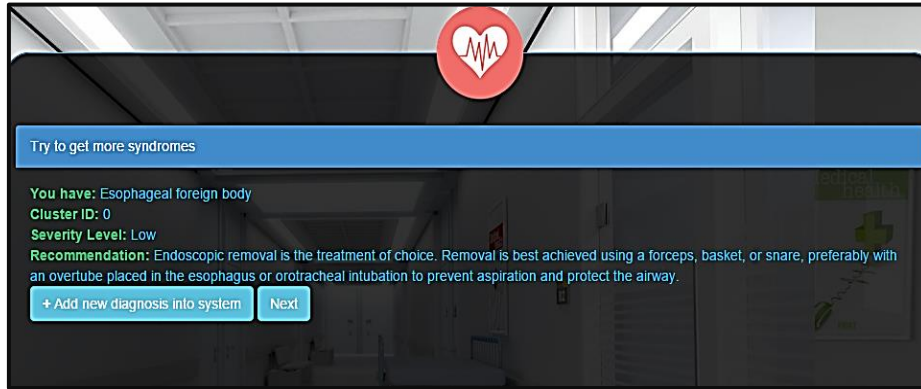 Try to get more syndromes
You have: Esophageal foreign body
Cluster ID: 0
Severity Level: Low
Recommendation: Endoscopic removal is the treatment of choice. Removal is best achieved using a forceps, basket, or snare, preferably with
an overtube placed in the esophagus or orotracheal intubation to prevent aspiration and protect the airway.
+ Add new diagnosis into system Next